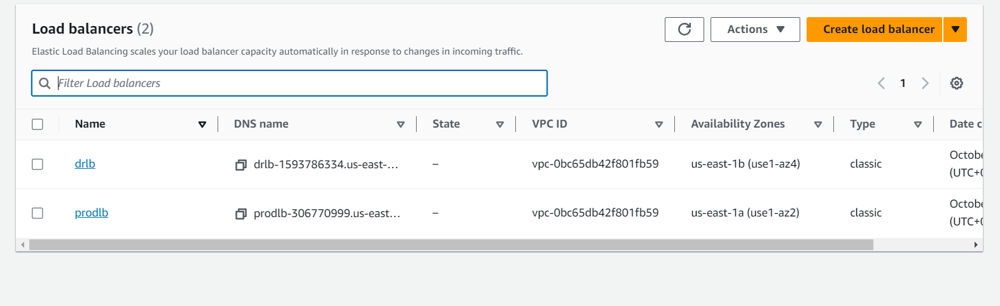 Load balancers (2)
Actions
Create load balancer
Elastic Load Balancing scales your load balancer capacity automatically in response to changes in incoming traffic.
Filter Load balancers
1
Name DNS name State VPC ID Availability Zones Type Date c
drlb drlb-1593786334.us-east-... – vpc-0bc65db42f801fb59 us-east-1b (use1-az4) classic Octobe
(UTC+0
prodlb prodlb-306770999.us-east... – vpc-0bc65db42f801fb59 us-east-1a (use1-az2) classic Octobe
(UTC+0